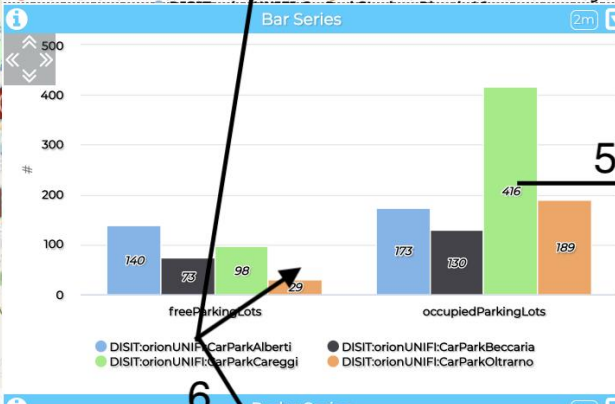 Bar Series
2m
500
400
300
200
100
0
#
140
73
98
29
173
130
416
189
5
freeParkingLots
occupiedParkingLots
DISIT:orionUNIFI:CarParkAlberti
DISIT:orionUNIFI:CarParkBeccaria
DISIT:orionUNIFI:CarParkCareggi
DISIT:orionUNIFI:CarParkOltrarno
6